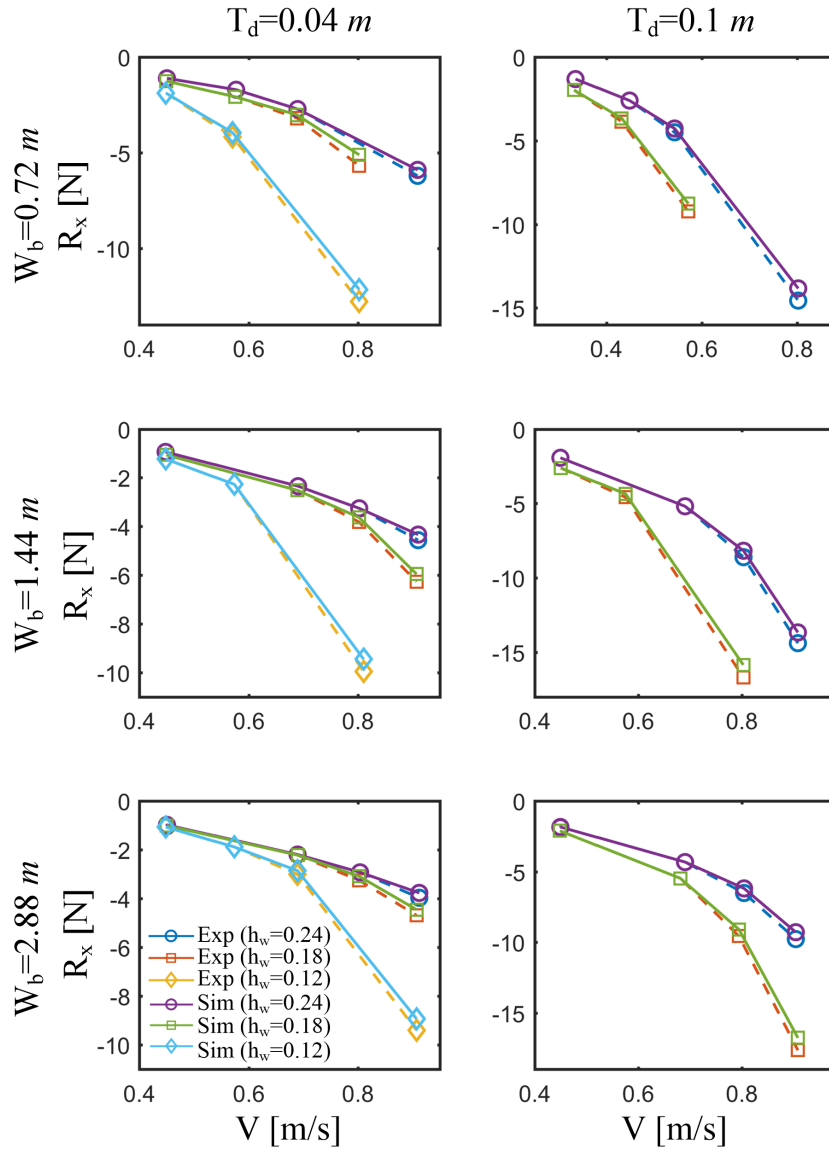 T_d=0.04 m
T_d=0.1 m
W_b=0.72 m
R_x [N]
0
-5
-10
0.4
0.6
0.8
0
-5
-10
-15
0.4
0.6
0.8
W_b=1.44 m
R_x [N]
0
-2
-4
-6
-8
-10
0.4
0.6
0.8
0
-5
-10
-15
0.4
0.6
0.8
W_b=2.88 m
R_x [N]
0
-2
-4
-6
-8
-10
Exp (h_w=0.24)
Exp (h_w=0.18)
Exp (h_w=0.12)
Sim (h_w=0.24)
Sim (h_w=0.18)
Sim (h_w=0.12)
0.4
0.6
0.8
V [m/s]
0
-5
-10
-15
0.4
0.6
0.8
V [m/s]